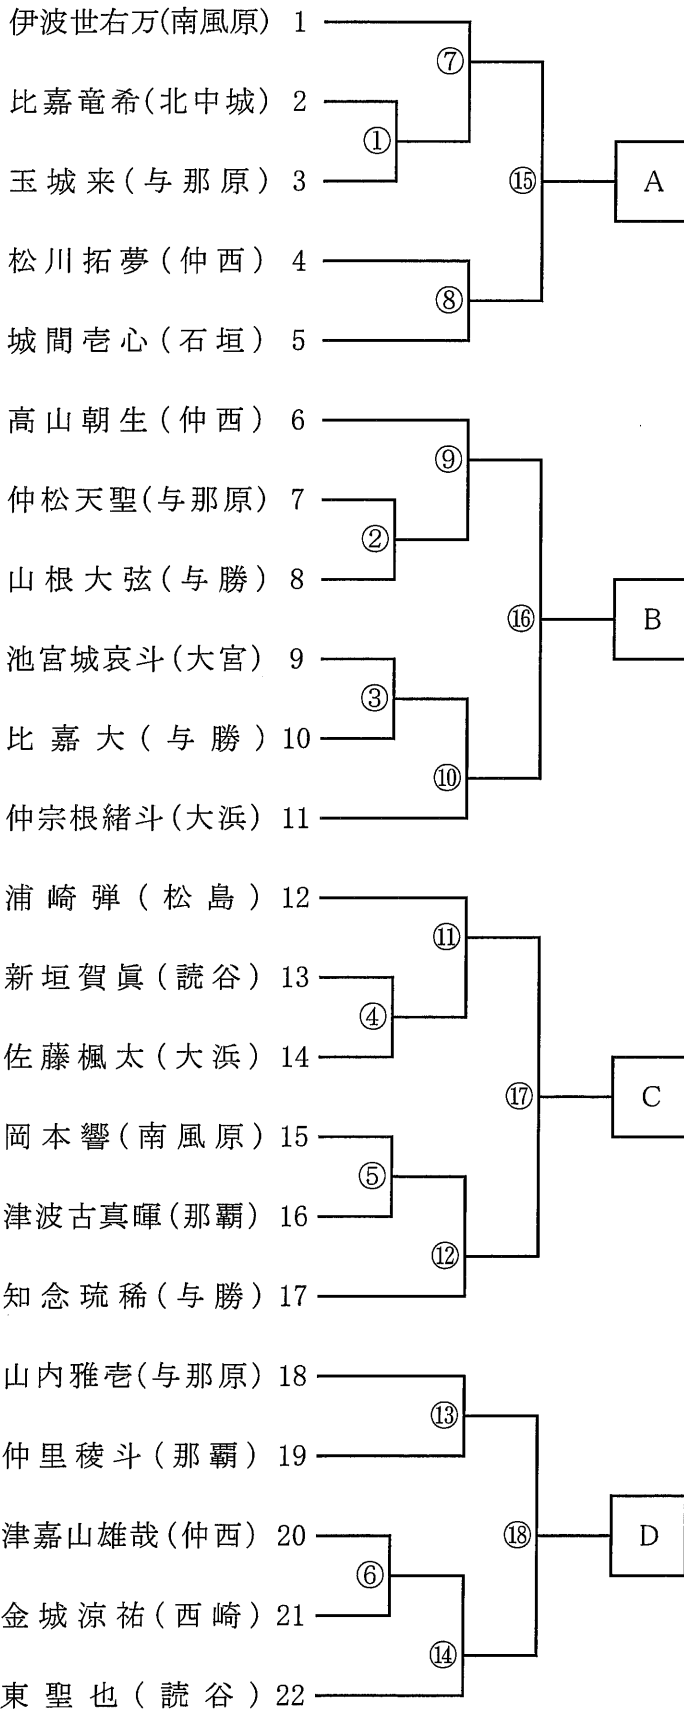 伊波世右万(南風原) 1
⑦
比嘉竜希(北中城) 2
①
玉城来(与那原) 3
⑮ A
松川拓夢(仲西) 4
⑧
城間壱心(石垣) 5
高山朝生(仲西) 6
⑨
仲松天聖(与那原) 7
②
山根大弦(与勝) 8
⑯ B
池宮城哀斗(大宮) 9
③
比嘉大(与勝) 10
⑩
仲宗根緒斗(大浜) 11
浦崎弾(松島) 12
⑪
新垣賀眞(読谷) 13
④
佐藤楓太(大浜) 14
⑰ C
岡本響(南風原) 15
⑤
津波古真暉(那覇) 16
⑫
知念琉稀(与勝) 17
山内雅壱(与那原) 18
⑬
仲里稜斗(那覇) 19
津嘉山雄哉(仲西) 20
⑱ D
⑥
金城涼祐(西崎) 21
⑭
東聖也(読谷) 22